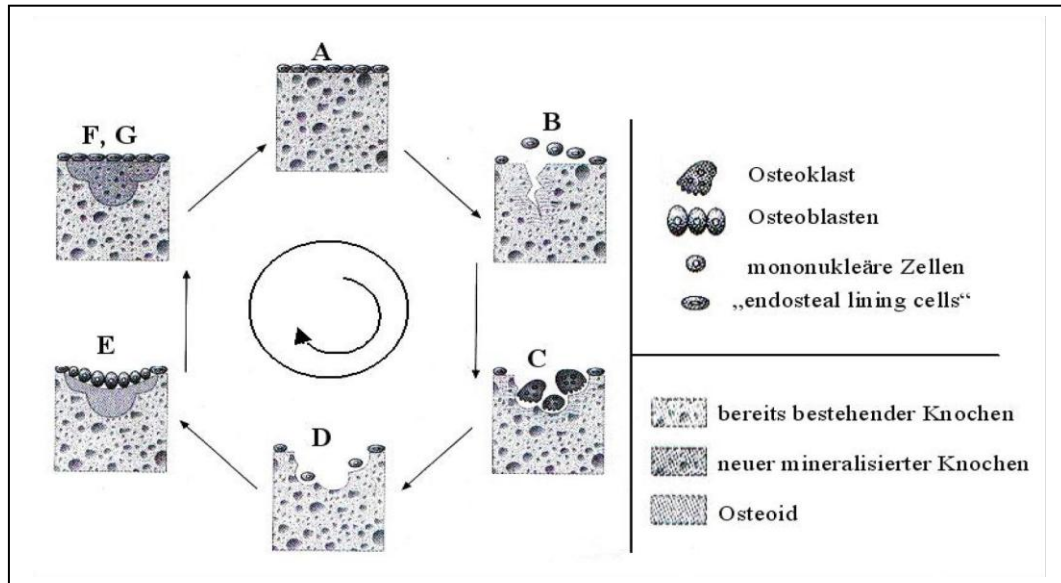 A
B
F, G
C
E
D
Osteoklast
Osteoblasten
mononukleäre Zellen
„endosteal lining cells“
bereits bestehender Knochen
neuer mineralisierter Knochen
Osteoid